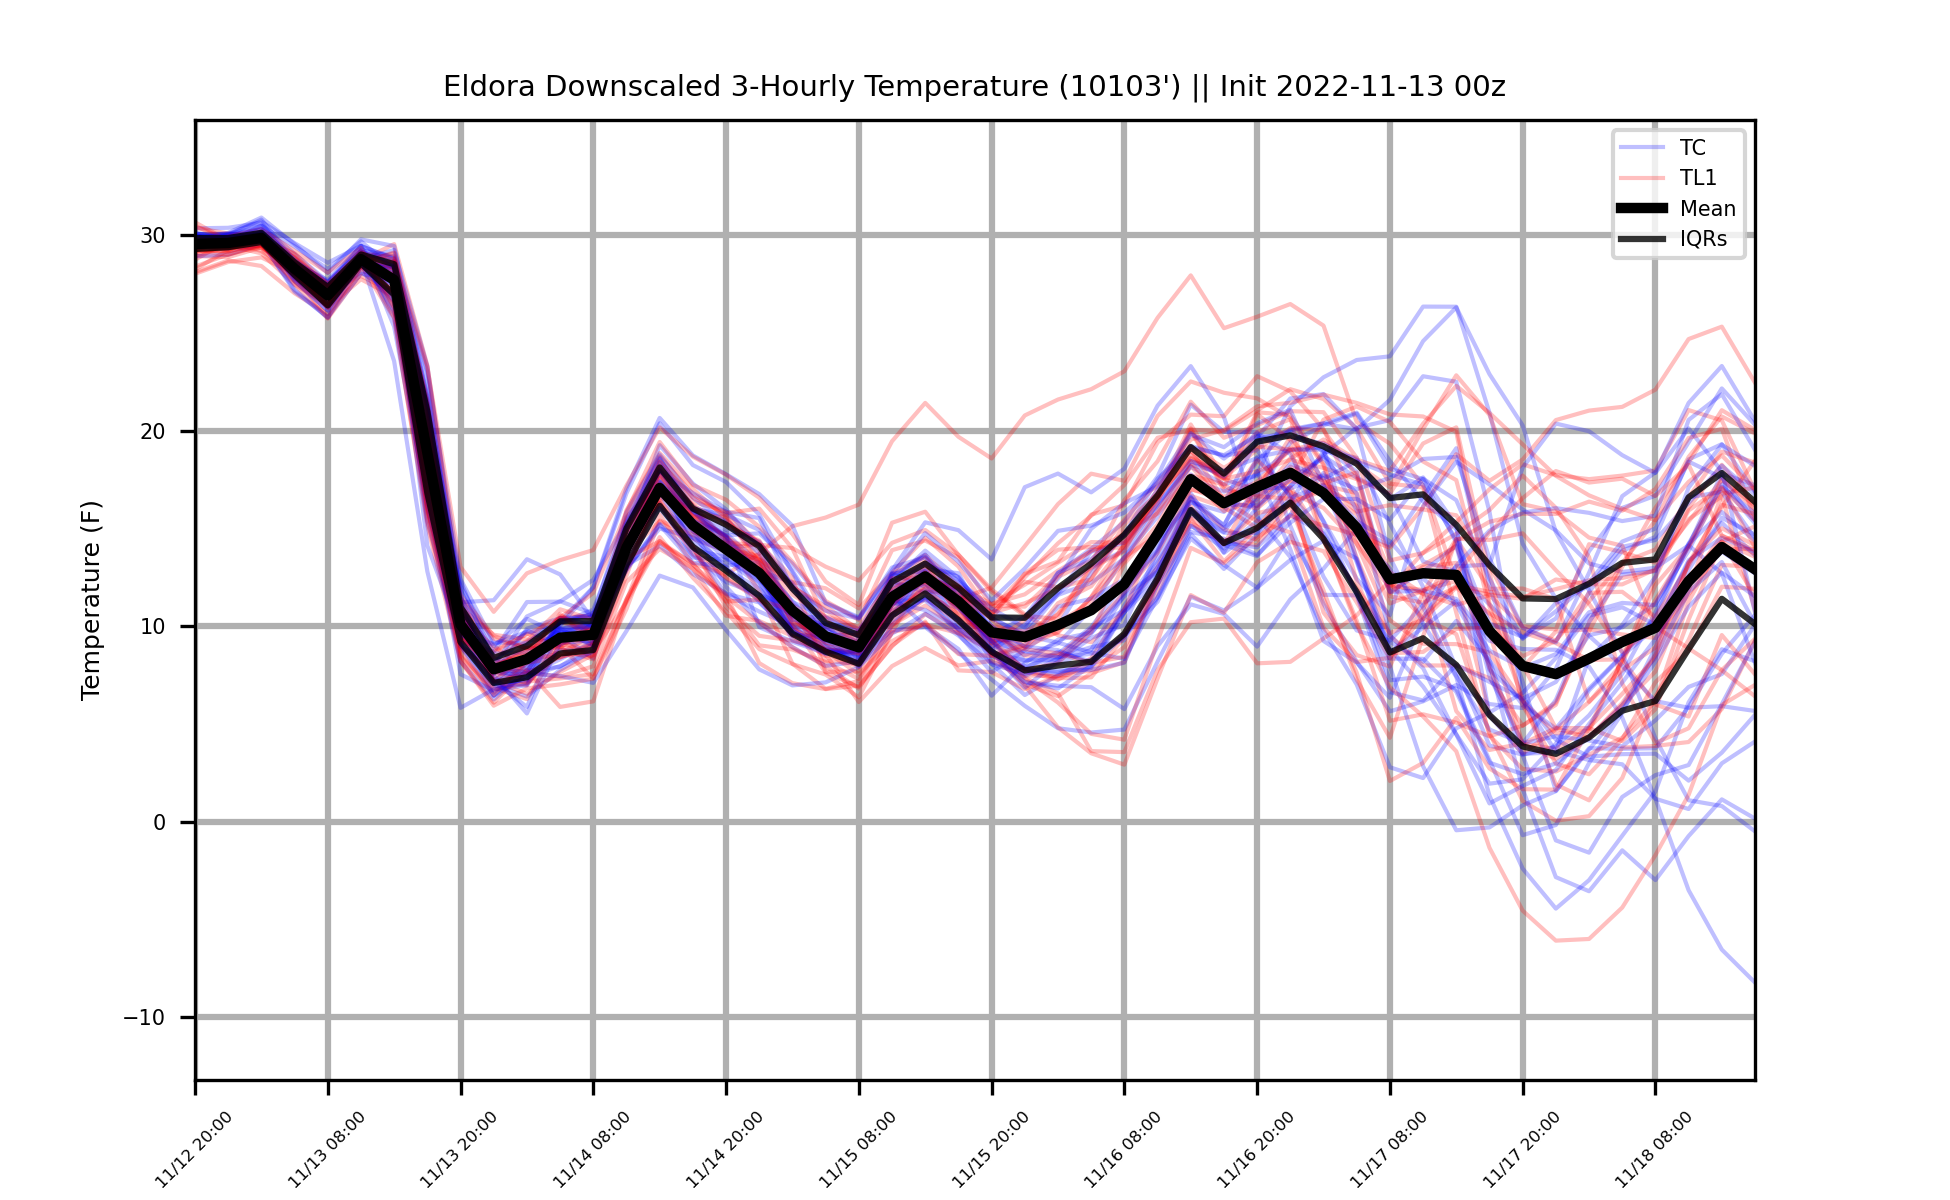 Eldora Downscaled 3-Hourly Temperature (10103') || Init 2022-11-13 00z
TC
TL1
Mean
IQRs
Temperature (F)
30
20
10
0
−10
11/12 20:00
11/13 08:00
11/13 20:00
11/14 08:00
11/14 20:00
11/15 08:00
11/15 20:00
11/16 08:00
11/16 20:00
11/17 08:00
11/17 20:00
11/18 08:00